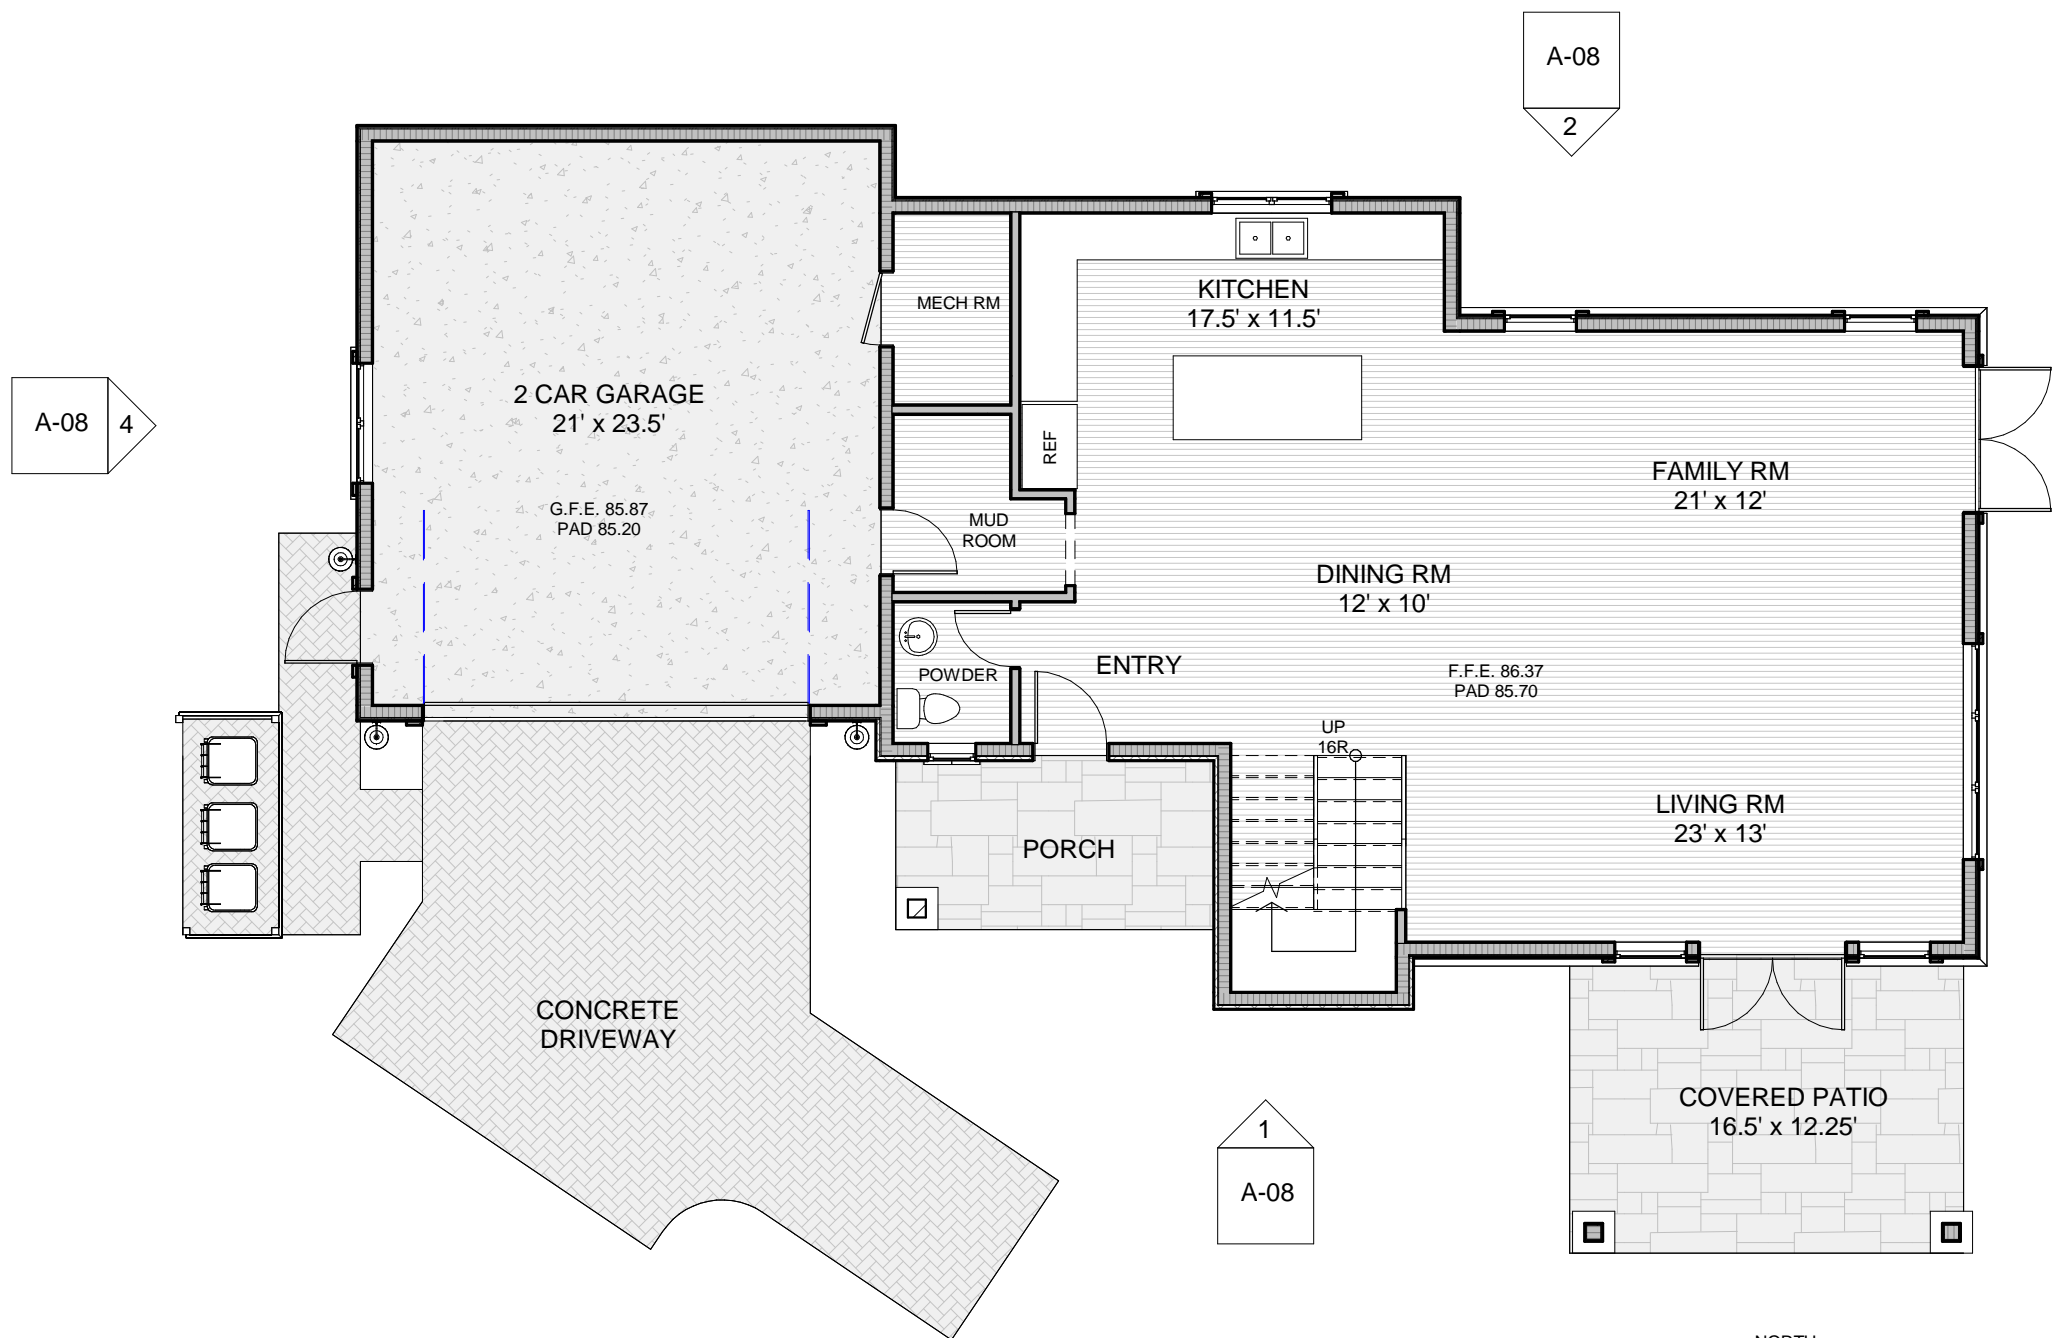 A-08
2
KITCHEN
17.5' x 11.5'
MECH RM
2 CAR GARAGE
21' x 23.5'
A-08
4
REF
FAMILY RM
21' x 12'
G.F.E. 85.87
PAD 85.20
MUD
ROOM
DINING RM
12' x 10'
ENTRY
POWDER
F.F.E. 86.37
PAD 85.70
UP
16R
LIVING RM
23' x 13'
PORCH
CONCRETE
DRIVEWAY
COVERED PATIO
16.5' x 12.25'
1
A-08
NORTH